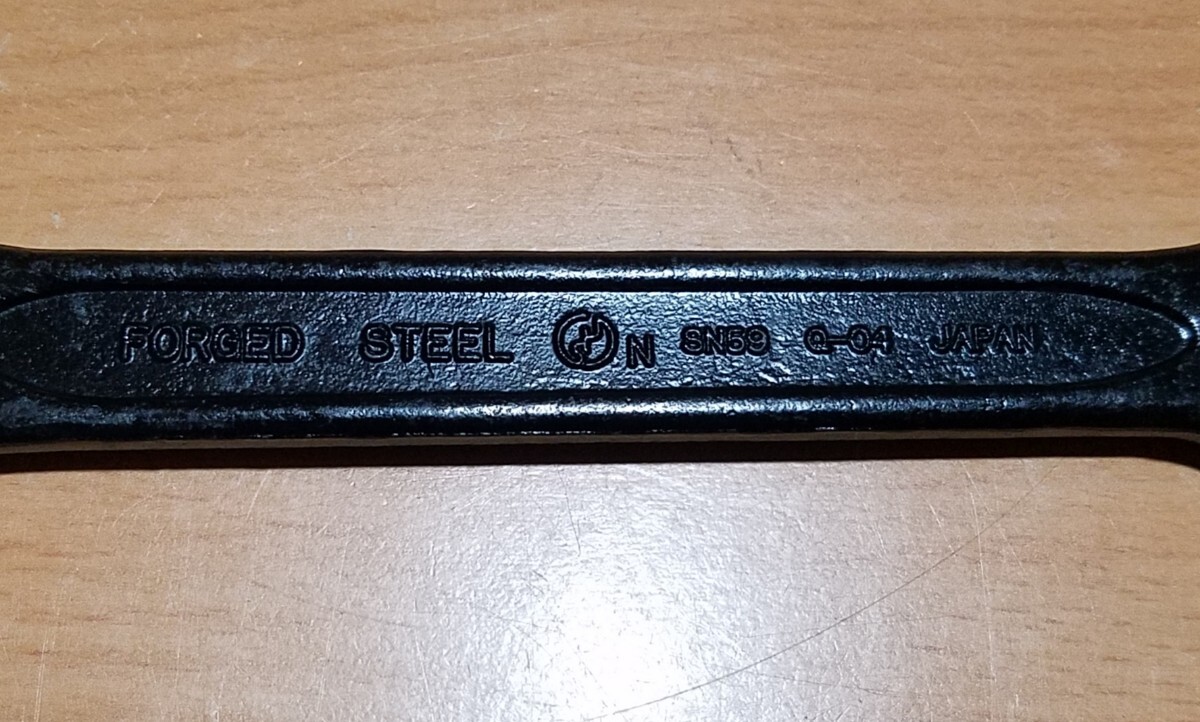 FORGED STEEL N SN59 Q-04 JAPAN